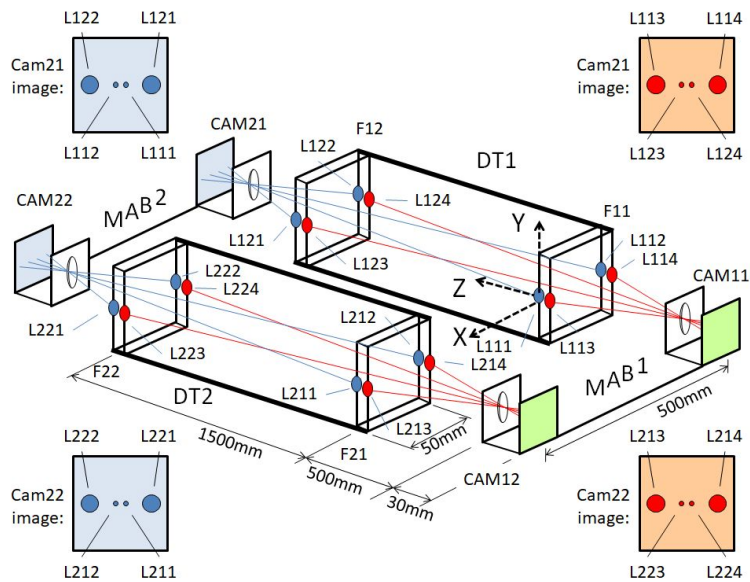 L122 L121
Cam21
image:
L112 L111
L113 L114
Cam21
image:
L123 L124
CAM21
F12
L122
DT1
CAM22
MAB2
L124
F11
L112
L114
Y
L121
L123
CAM11
Z
L222
L224
X
L111
L113
L221
L212
L223
L214
MAB1
F22
DT2
L211
500mm
L213
50mm
1500mm
F21
500mm
CAM12
30mm
L222 L221
Cam22
image:
L212 L211
L213 L214
Cam22
image:
L223 L224